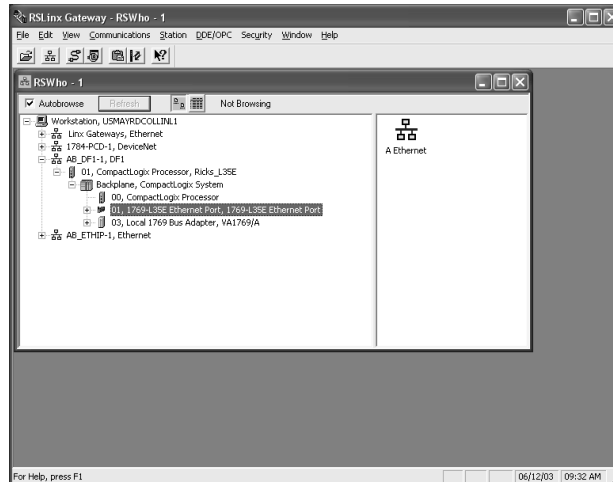 RSLinx Gateway - RSWho - 1
File Edit View Communications Station DDE/OPC Security Window Help
RSWho - 1
Autobrowse Refresh Not Browsing
Workstation, USMAYRDCOLLINL1
Linx Gateways, Ethernet
1784-PCD-1, DeviceNet
AB_DF1-1, DF1
01, CompactLogix Processor, Ricks_L35E
Backplane, CompactLogix System
00, CompactLogix Processor
01, 1769-L35E Ethernet Port, 1769-L35E Ethernet Port
03, Local 1769 Bus Adapter, VA1769/A
AB_ETHIP-1, Ethernet
A Ethernet
For Help, press F1
06/12/03 09:32 AM